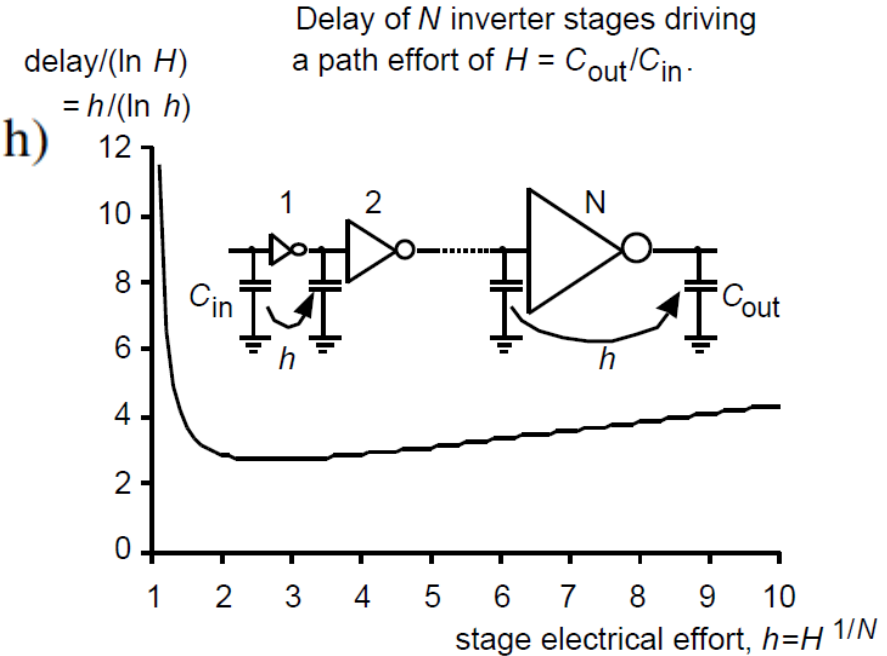 Delay of N inverter stages driving
a path effort of H = Cout/Cin.
delay/(ln H)
= h/(ln h)
h)
12
10
8
6
4
2
0
1
2
N
Cin
h
h
Cout
1 2 3 4 5 6 7 8 9 10
stage electrical effort, h=H 1/N